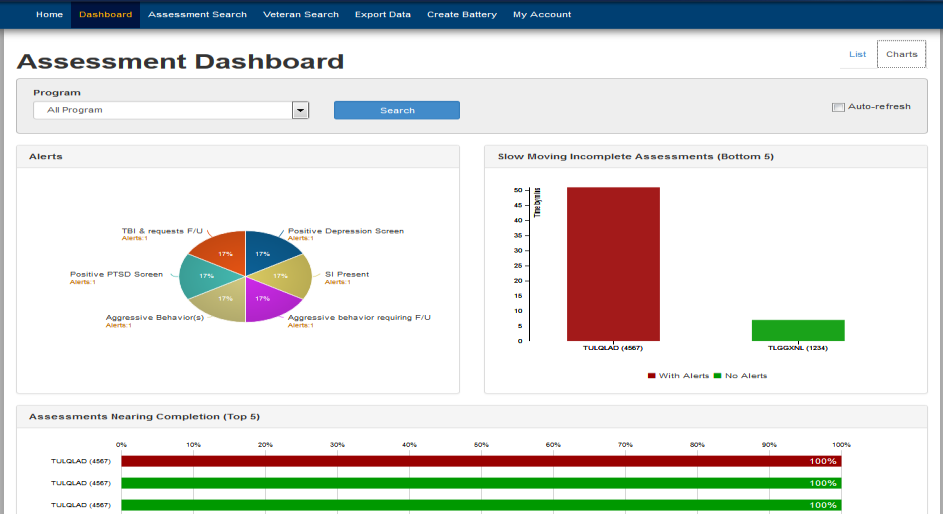 Home Dashboard Assessment Search Veteran Search Export Data Create Battery My Account
Assessment Dashboard
List Charts
Program
All Program
Search
Auto-refresh
Alerts
TBI & requests F/U
Alerts:1
Positive Depression Screen
Alerts:1
Positive PTSD Screen
Alerts:1
SI Present
Alerts:1
Aggressive Behavior(s)
Alerts:1
Aggressive behavior requiring F/U
Alerts:1
17%
17%
17%
17%
17%
17%
Slow Moving Incomplete Assessments (Bottom 5)
50
45
40
35
30
25
20
15
10
5
0
TULQLAD (4567) TLGGXNL (1234)
With Alerts No Alerts
Assessments Nearing Completion (Top 5)
0% 10% 20% 30% 40% 50% 60% 70% 80% 90% 100%
TULQLAD (4567) 100%
TULQLAD (4567) 100%
TULQLAD (4567) 100%